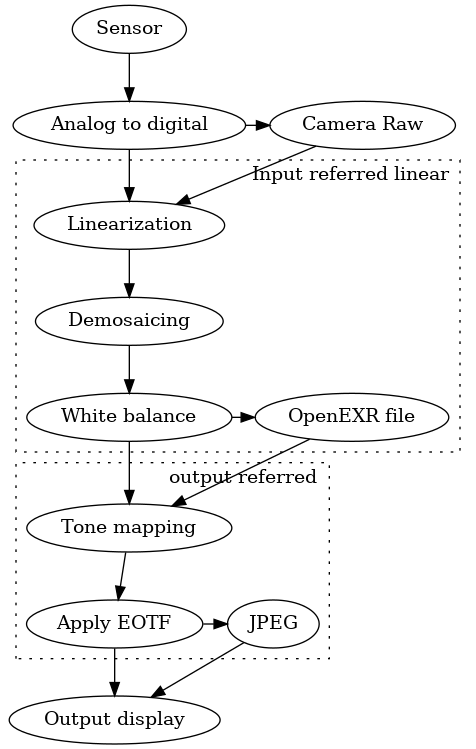 Sensor
Analog to digital
Camera Raw
Input referred linear
Linearization
Demosaicing
White balance
OpenEXR file
output referred
Tone mapping
Apply EOTF
JPEG
Output display